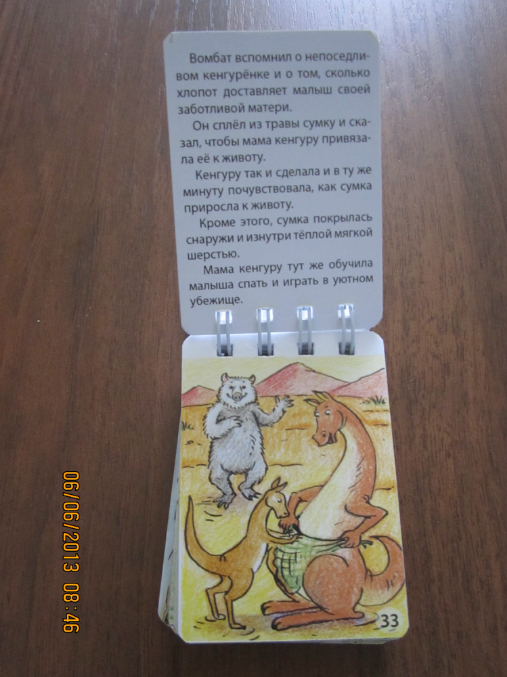 Вомбат вспомнил о непоседли-
вом кенгурёнке и о том, сколько
хлопот доставляет малыш своей
заботливой матери.
Он сплёл из травы сумку и ска-
зал, чтобы мама кенгуру привяза-
ла её к животу.
Кенгуру так и сделала и в ту же
минуту почувствовала, как сумка
приросла к животу.
Кроме этого, сумка покрылась
снаружи и изнутри тёплой мягкой
шерстью.
Мама кенгуру тут же обучила
малыша спать и играть в уютном
убежище.
33
06/06/2013 08:46